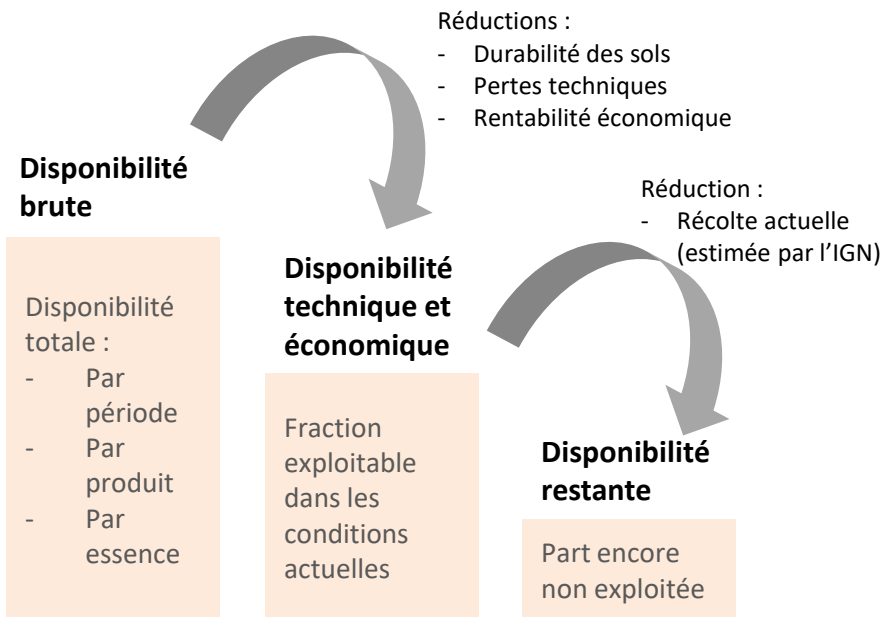 Réductions :
- Durabilité des sols
- Pertes techniques
- Rentabilité économique
Disponibilité
brute
Disponibilité
totale :
- Par
période
- Par
produit
- Par
essence
Disponibilité
technique et
économique
Fraction
exploitable
dans les
conditions
actuelles
Réduction :
- Récolte actuelle
(estimée par l’IGN)
Disponibilité
restante
Part encore
non exploitée